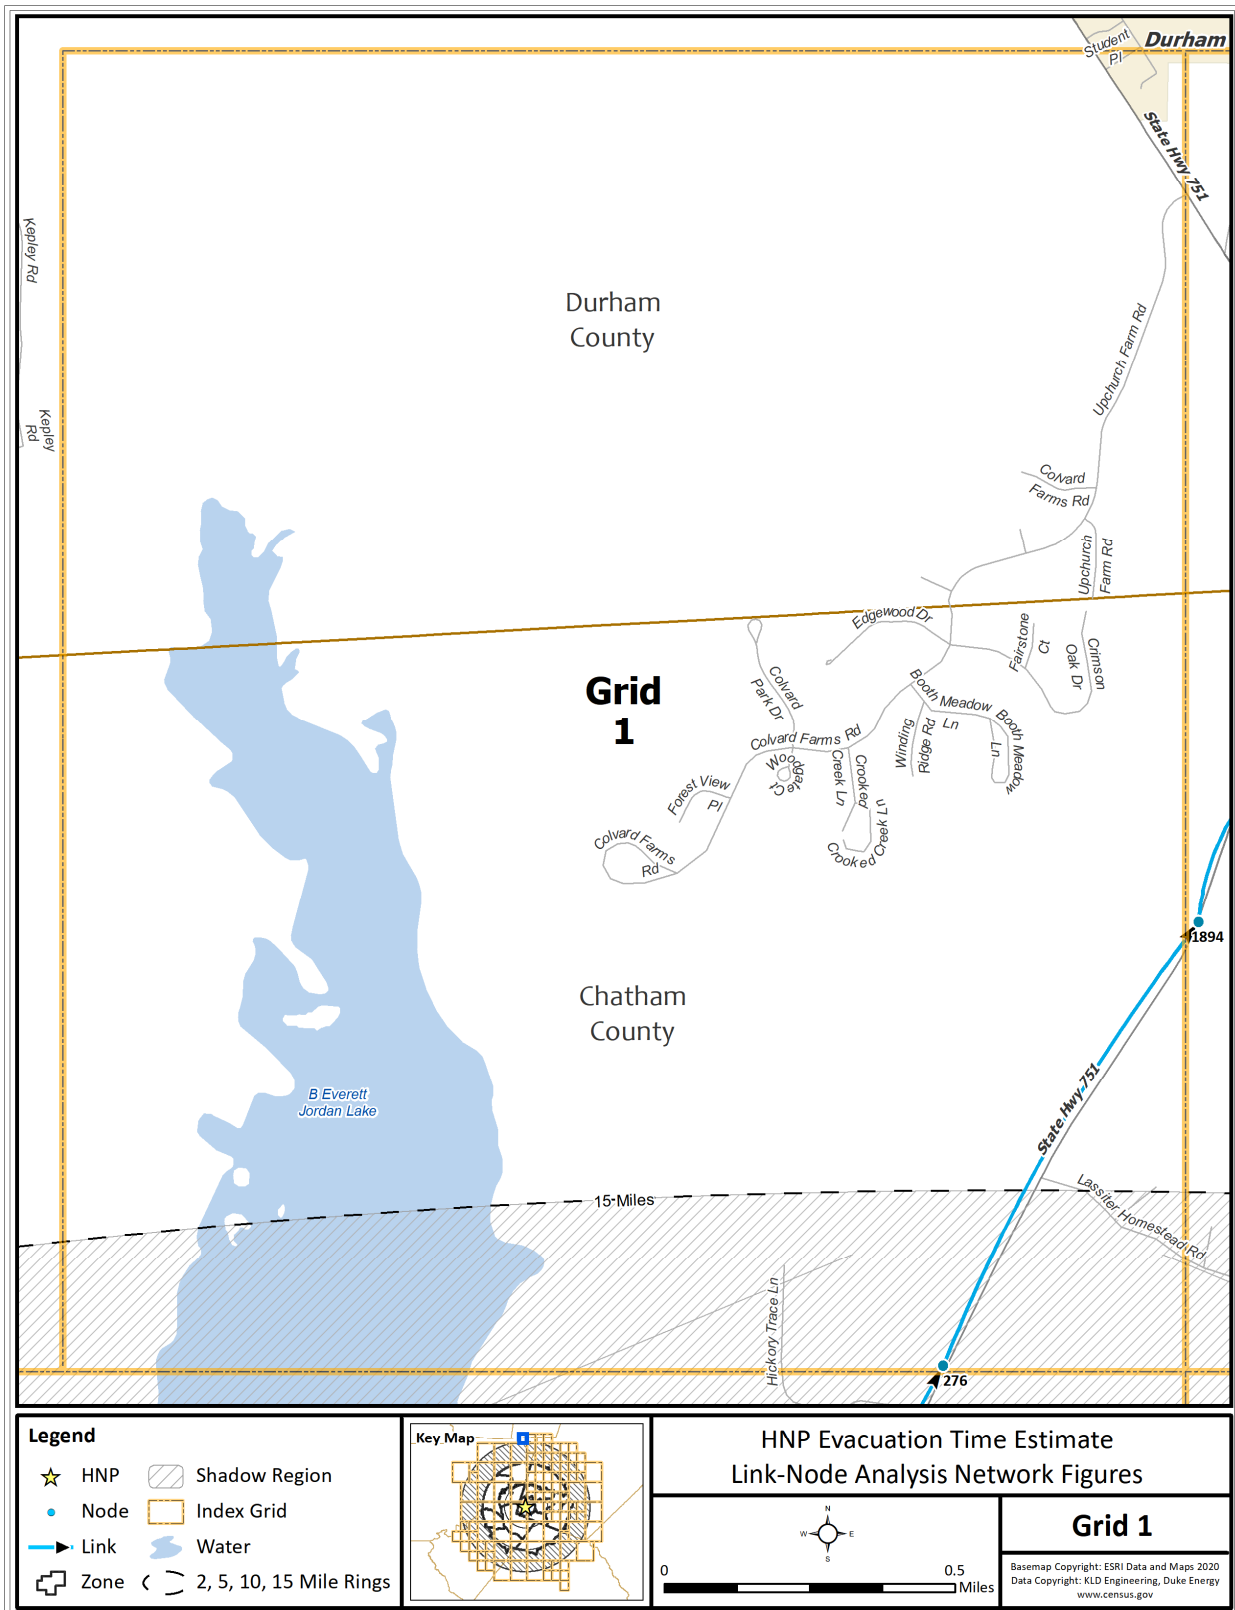 Durham
Student
Pl
State Hwy 751
Kepley Rd
Durham
County
Upchurch Farm Rd
Kepley
Rd
Colvard
Farms Rd
Upchurch
Farm Rd
Edgewood Dr
Fairstone
Ct
Crimson
Oak Dr
Colvard
Park Dr
Grid
1
Booth Meadow
Ln
Booth Meadow
Ln
Winding
Ridge Rd
Colvard Farms Rd
Woodgate
Ct
Crooked
Creek Ln
Forest View
Pl
Crooked Creek Ln
Colvard Farms
Rd
1894
Chatham
County
B Everett
Jordan Lake
State Hwy 751
15 Miles
Lassiter Homestead Rd
Hickory Trace Ln
276
Legend
HNP
Shadow Region
Node
Index Grid
Link
Water
Zone
2, 5, 10, 15 Mile Rings
Key Map
HNP Evacuation Time Estimate
Link-Node Analysis Network Figures
N
W E
S
0 0.5
Miles
Grid 1
Basemap Copyright: ESRI Data and Maps 2020
Data Copyright: KLD Engineering, Duke Energy
www.census.gov